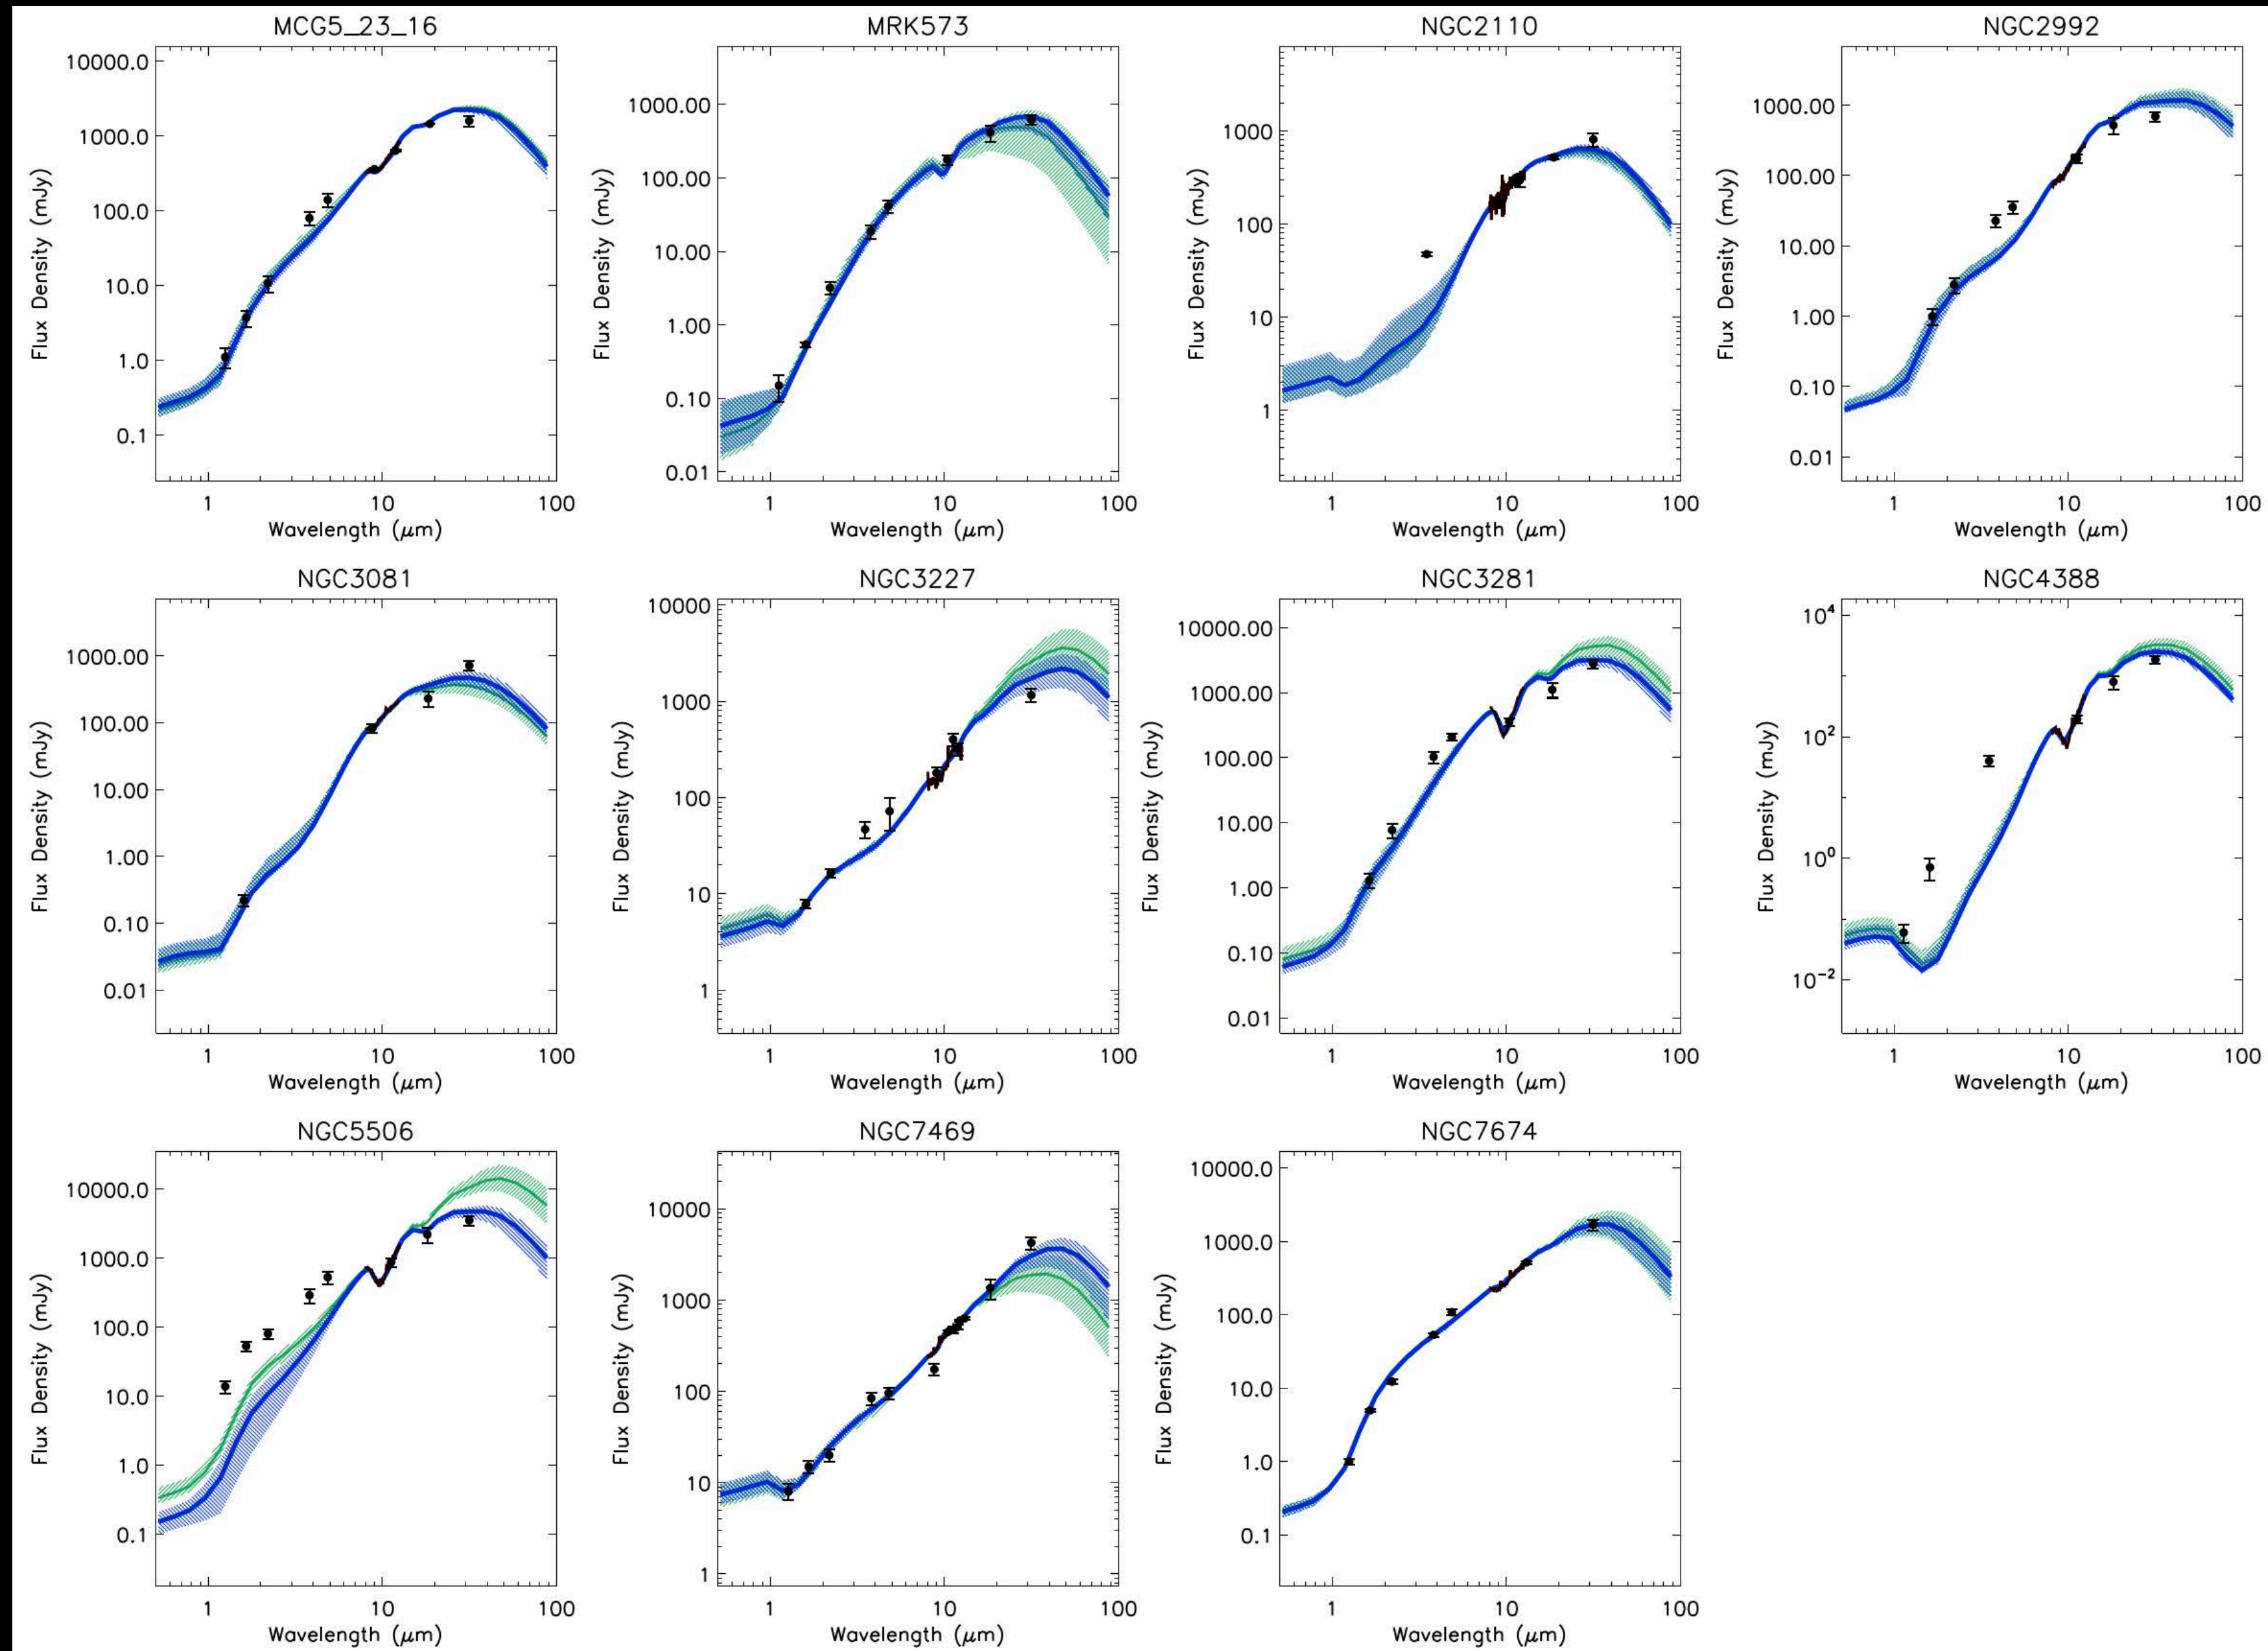 MCG5_23_16
MRK573
NGC2110
NGC2992
10000.0
1000.0
100.0
10.0
1.0
0.1
Flux Density (mJy)
1 10 100
Wavelength (μm)
1000.00
100.00
10.00
1.00
0.10
0.01
Flux Density (mJy)
1 10 100
Wavelength (μm)
1000
100
10
1
Flux Density (mJy)
1 10 100
Wavelength (μm)
1000.00
100.00
10.00
1.00
0.10
0.01
Flux Density (mJy)
1 10 100
Wavelength (μm)
NGC3081
NGC3227
NGC3281
NGC4388
1000.00
100.00
10.00
1.00
0.10
0.01
Flux Density (mJy)
1 10 100
Wavelength (μm)
10000
1000
100
10
1
Flux Density (mJy)
1 10 100
Wavelength (μm)
10000.00
1000.00
100.00
10.00
1.00
0.10
0.01
Flux Density (mJy)
1 10 100
Wavelength (μm)
10⁴
10²
10⁰
10⁻²
Flux Density (mJy)
1 10 100
Wavelength (μm)
NGC5506
NGC7469
NGC7674
10000.0
1000.0
100.0
10.0
1.0
0.1
Flux Density (mJy)
1 10 100
Wavelength (μm)
10000
1000
100
10
1
Flux Density (mJy)
1 10 100
Wavelength (μm)
10000.0
1000.0
100.0
10.0
1.0
0.1
Flux Density (mJy)
1 10 100
Wavelength (μm)